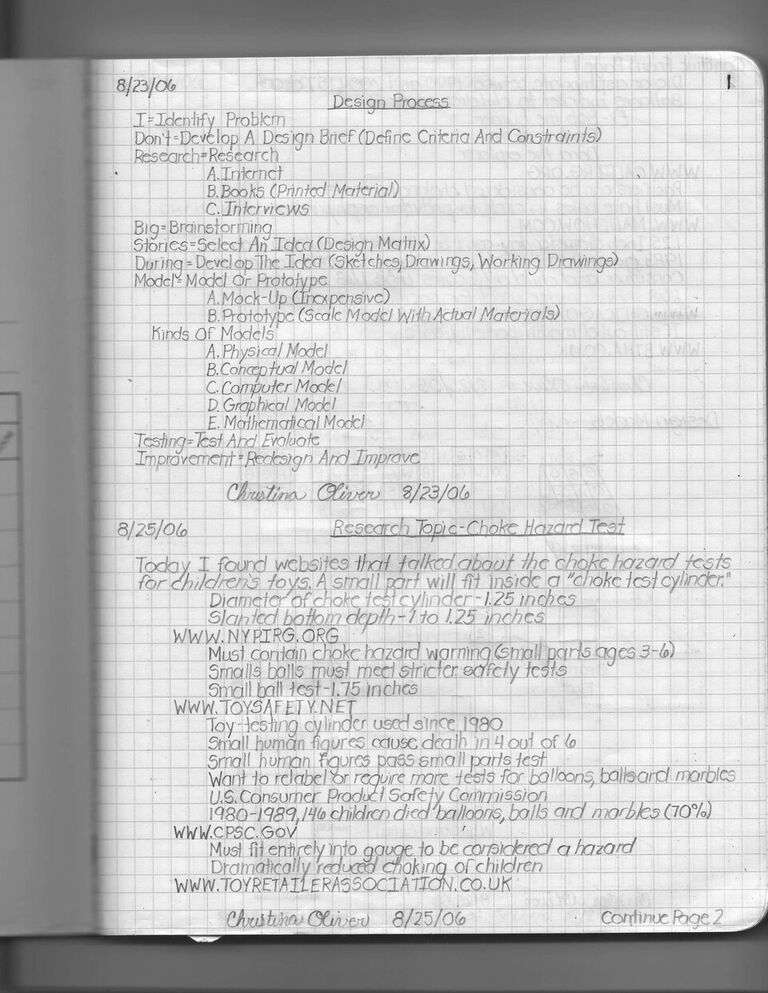 1
8/23/06
Design Process
I=Identify Problem
Don't=Develop A Design Brief (Define Criteria And Constraints)
Research=Research
A. Internet
B. Books (Printed Material)
C. Interviews
Big=Brainstorming
Stories=Select An Idea (Design Matrix)
During=Develop The Idea (Sketches, Drawings, Working Drawings)
Model=Model Or Prototype
A. Mock-Up (Inexpensive)
B. Prototype (Scale Model With Actual Materials)
Kinds Of Models
A. Physical Model
B. Conceptual Model
C. Computer Model
D. Graphical Model
E. Mathematical Model
Testing=Test And Evaluate
Improvement=Redesign And Improve
Christina Oliver 8/23/06
8/25/06 Research Topic-Choke Hazard Test
Today I found websites that talked about the choke hazard tests
for childrens toys. A small part will fit inside a "choke test cylinder."
Diameter of choke test cylinder-1.25 inches
Slanted bottom depth-1 to 1.25 inches
WWW.NYPIRG.ORG
Must contain choke hazard warning (small parts ages 3-6)
Smalls balls must meet stricter safety tests
Small ball test-1.75 inches
WWW.TOYSAFETY.NET
Toy-testing cylinder used since 1980
Small human figures cause death in 4 out of 6
Small human figures pass small parts test
Want to relabel or require more tests for balloons, balls and marbles
U.S. Consumer Product Safety Commission
1980-1989, 146 children died balloons, balls and marbles (70%)
WWW.CPSC.GOV
Must fit entirely into gauge to be considered a hazard
Dramatically reduced choking of children
WWW.TOYRETAILERASSOCIATION.CO.UK
Christina Oliver 8/25/06 Continue Page 2